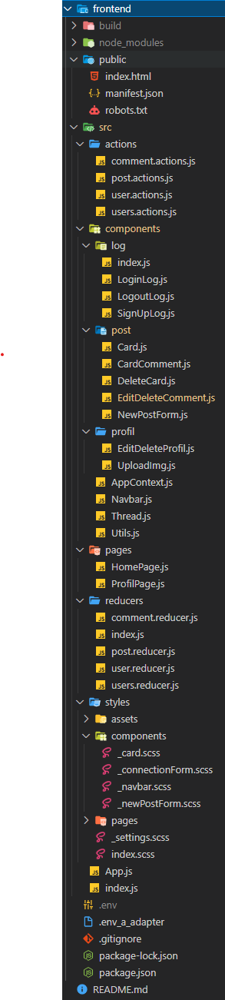 frontend
build
node_modules
public
index.html
manifest.json
robots.txt
src
actions
comment.actions.js
post.actions.js
user.actions.js
users.actions.js
components
log
index.js
LoginLog.js
LogoutLog.js
SignUpLog.js
post
Card.js
CardComment.js
DeleteCard.js
EditDeleteComment.js
NewPostForm.js
profil
EditDeleteProfil.js
UploadImg.js
AppContext.js
Navbar.js
Thread.js
Utils.js
pages
HomePage.js
ProfilPage.js
reducers
comment.reducer.js
index.js
post.reducer.js
user.reducer.js
users.reducer.js
styles
assets
components
_card.scss
_connectionForm.scss
_navbar.scss
_newPostForm.scss
pages
_settings.scss
index.scss
App.js
index.js
.env
.env_a_adapter
.gitignore
package-lock.json
package.json
README.md